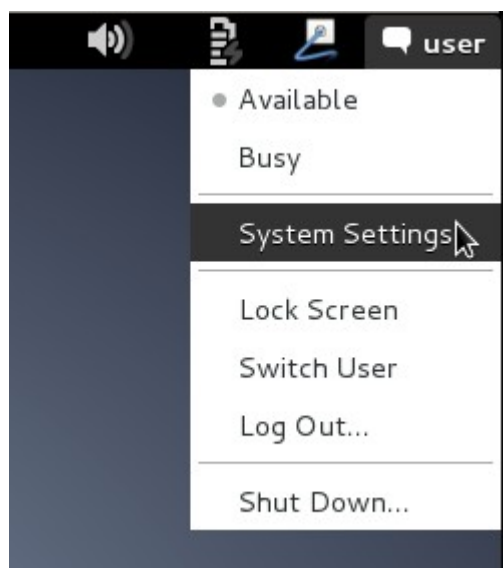 user
Available
Busy
System Settings
Lock Screen
Switch User
Log Out...
Shut Down...